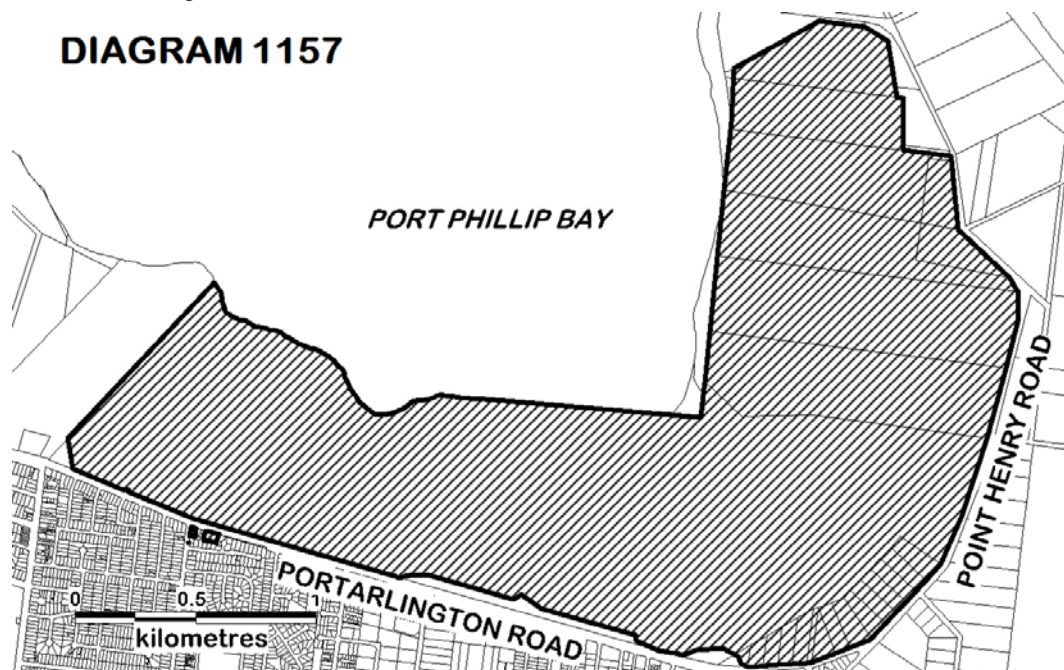 DIAGRAM 1157
PORT PHILLIP BAY
POINT HENRY ROAD
PORTARLINGTON ROAD
0 0.5 1
kilometres